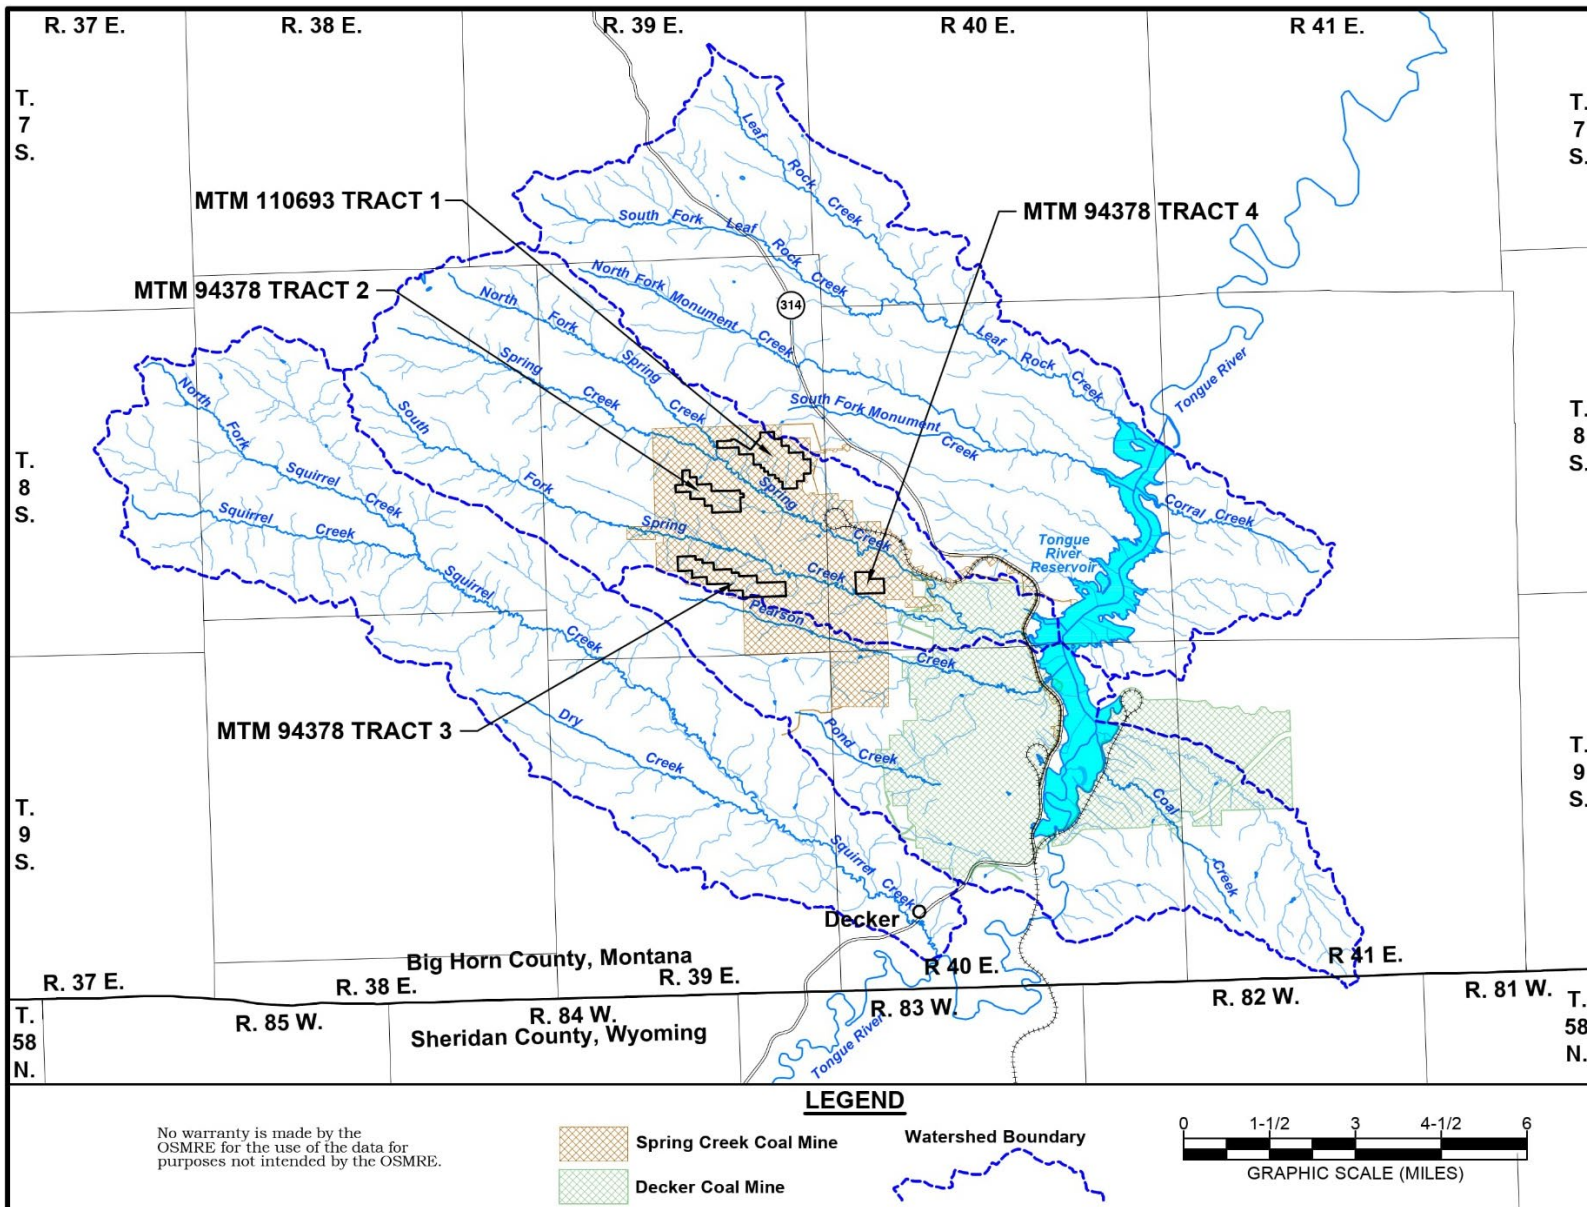 R. 37 E.
R. 38 E.
R. 39 E.
R 40 E.
R 41 E.
T.
7
S.
T.
7
S.
Leaf
Rock
Creek
MTM 110693 TRACT 1
MTM 94378 TRACT 4
South Fork Leaf Rock Creek
MTM 94378 TRACT 2
North Fork Monument Creek
314
North Fork Spring Creek
Leaf Rock Creek
Spring Creek
Tongue River
North Fork Squirrel Creek
South Fork Spring Creek
South Fork Monument Creek
T.
8
S.
T.
8
S.
Squirrel Creek
Spring Creek
Corral Creek
Tongue
River
Reservoir
Squirrel Creek
Pearson Creek
MTM 94378 TRACT 3
Dry Creek
Pond Creek
T.
9
S.
T.
9
S.
Coal Creek
Squirrel Creek
Decker
Big Horn County, Montana
R. 37 E.
R. 38 E.
R. 39 E.
R 40 E.
R 41 E.
T.
58
N.
R. 85 W.
R. 84 W.
R. 83 W.
R. 82 W.
R. 81 W.
T.
58
N.
Sheridan County, Wyoming
Tongue River
LEGEND
No warranty is made by the
OSMRE for the use of the data for
purposes not intended by the OSMRE.
Spring Creek Coal Mine
Decker Coal Mine
Watershed Boundary
0 1-1/2 3 4-1/2 6
GRAPHIC SCALE (MILES)